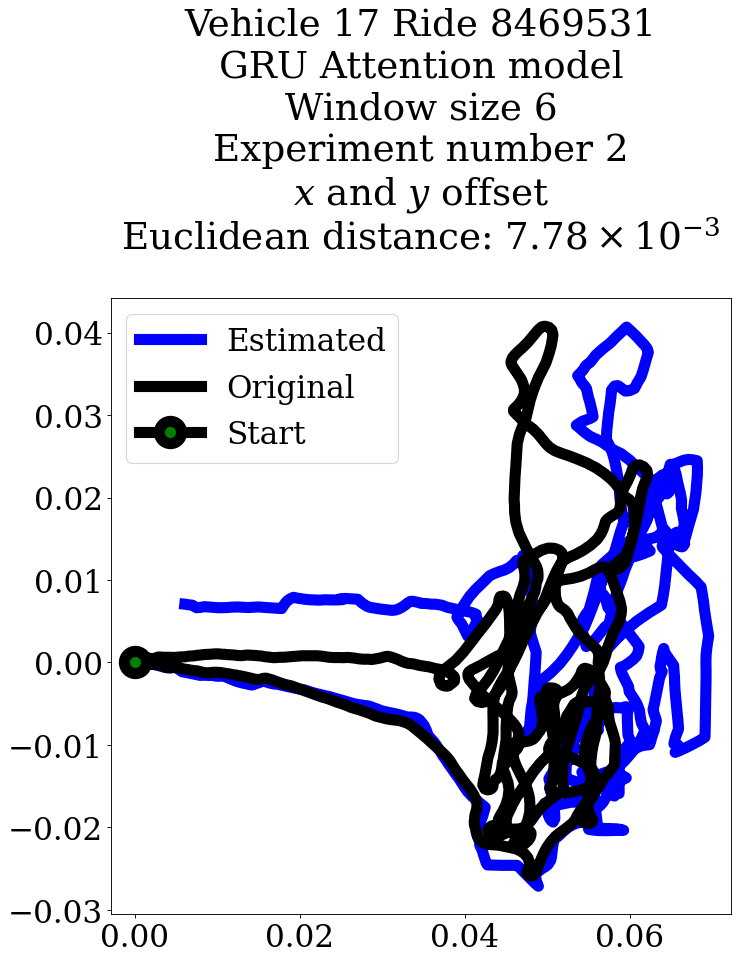 Vehicle 17 Ride 8469531
GRU Attention model
Window size 6
Experiment number 2
x and y offset
Euclidean distance: 7.78 × 10⁻³
Estimated
Original
Start
0.04
0.03
0.02
0.01
0.00
−0.01
−0.02
−0.03
0.00 0.02 0.04 0.06